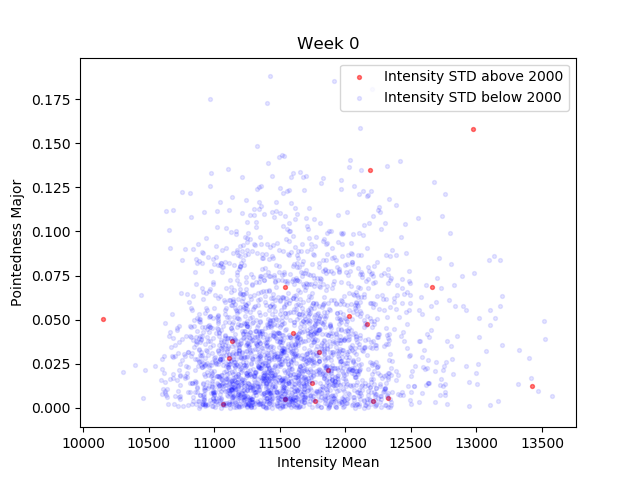 Week 0
Intensity STD above 2000
Intensity STD below 2000
0.175
0.150
0.125
0.100
0.075
0.050
0.025
0.000
Pointedness Major
10000 10500 11000 11500 12000 12500 13000 13500
Intensity Mean